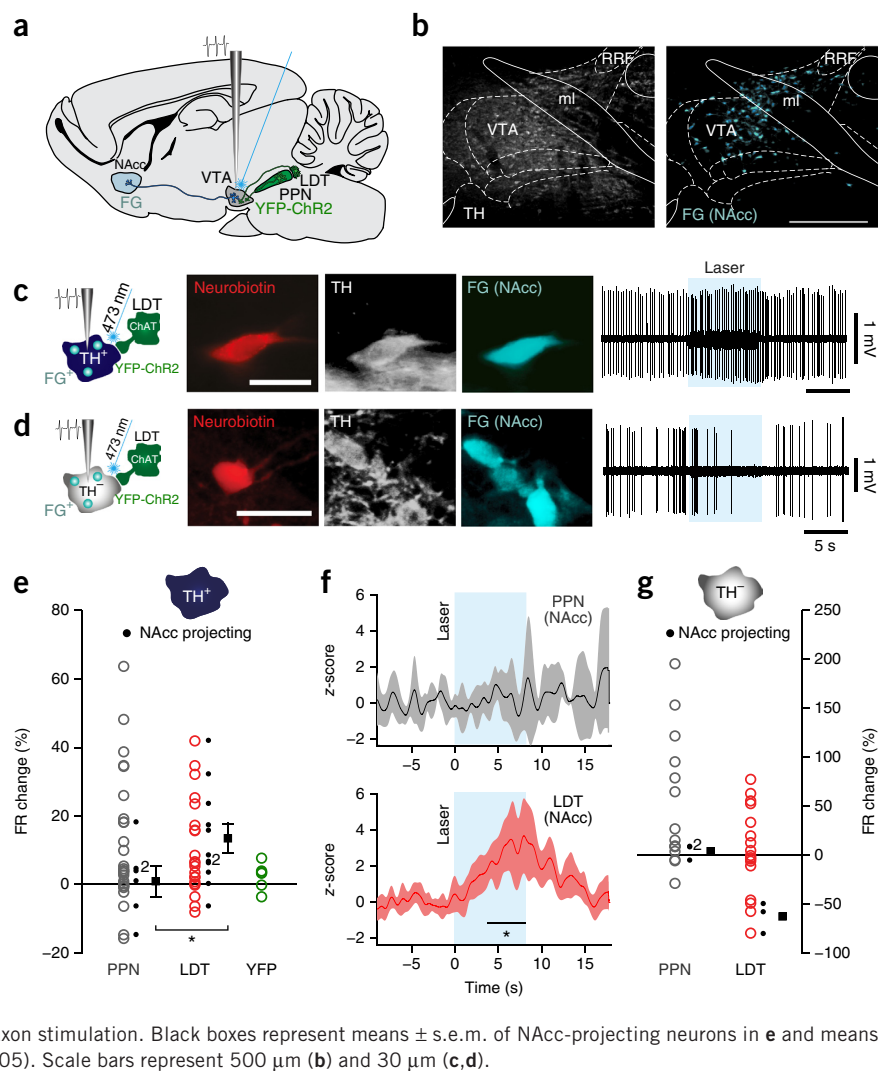 a
NAcc
FG
VTA
LDT
PPN
YFP-ChR2
b
RRF
ml
VTA
TH
RRF
ml
VTA
FG (NAcc)
c
473 nm
LDT
ChAT
TH+
YFP-ChR2
FG+
Neurobiotin
TH
FG (NAcc)
Laser
1 mV
d
473 nm
LDT
ChAT
TH−
YFP-ChR2
FG+
Neurobiotin
TH
FG (NAcc)
1 mV
5 s
e
TH+
NAcc projecting
FR change (%)
80
60
40
20
0
−20
2
2
*
PPN LDT YFP
f
Laser
PPN
(NAcc)
z-score
6
4
2
0
−2
−5 0 5 10 15
Laser
LDT
(NAcc)
z-score
6
4
2
0
−2
*
−5 0 5 10 15
Time (s)
g
TH−
NAcc projecting
250
200
150
100
50
0
−50
−100
FR change (%)
2
PPN LDT
xon stimulation. Black boxes represent means ± s.e.m. of NAcc-projecting neurons in e and means
05). Scale bars represent 500 μm (b) and 30 μm (c,d).